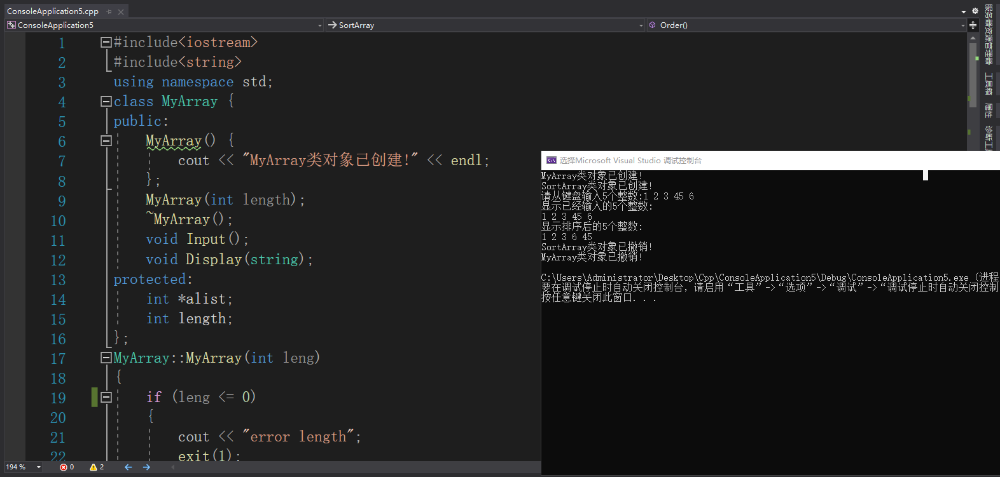 ConsoleApplication5.cpp
ConsoleApplication5
SortArray
Order()
1 #include<iostream>
2 #include<string>
3 using namespace std;
4 class MyArray {
5 public:
6 MyArray() {
7 cout << "MyArray类对象已创建!" << endl;
8 };
9 MyArray(int length);
10 ~MyArray();
11 void Input();
12 void Display(string);
13 protected:
14 int *alist;
15 int length;
16 };
17 MyArray::MyArray(int leng)
18 {
19 if (leng <= 0)
20 {
21 cout << "error length";
22 exit(1);
194 %
0
2
选择Microsoft Visual Studio 调试控制台
MyArray类对象已创建!
SortArray类对象已创建!
请从键盘输入5个整数:1 2 3 45 6
显示已经输入的5个整数:
1 2 3 45 6
显示排序后的5个整数:
1 2 3 6 45
SortArray类对象已撤销!
MyArray类对象已撤销!
C:\Users\Administrator\Desktop\Cpp\ConsoleApplication5\Debug\ConsoleApplication5.exe (进程
要在调试停止时自动关闭控制台，请启用“工具”->“选项”->“调试”->“调试停止时自动关闭控制
按任意键关闭此窗口. . .
服务器资源管理器
工具箱
属性
诊断工